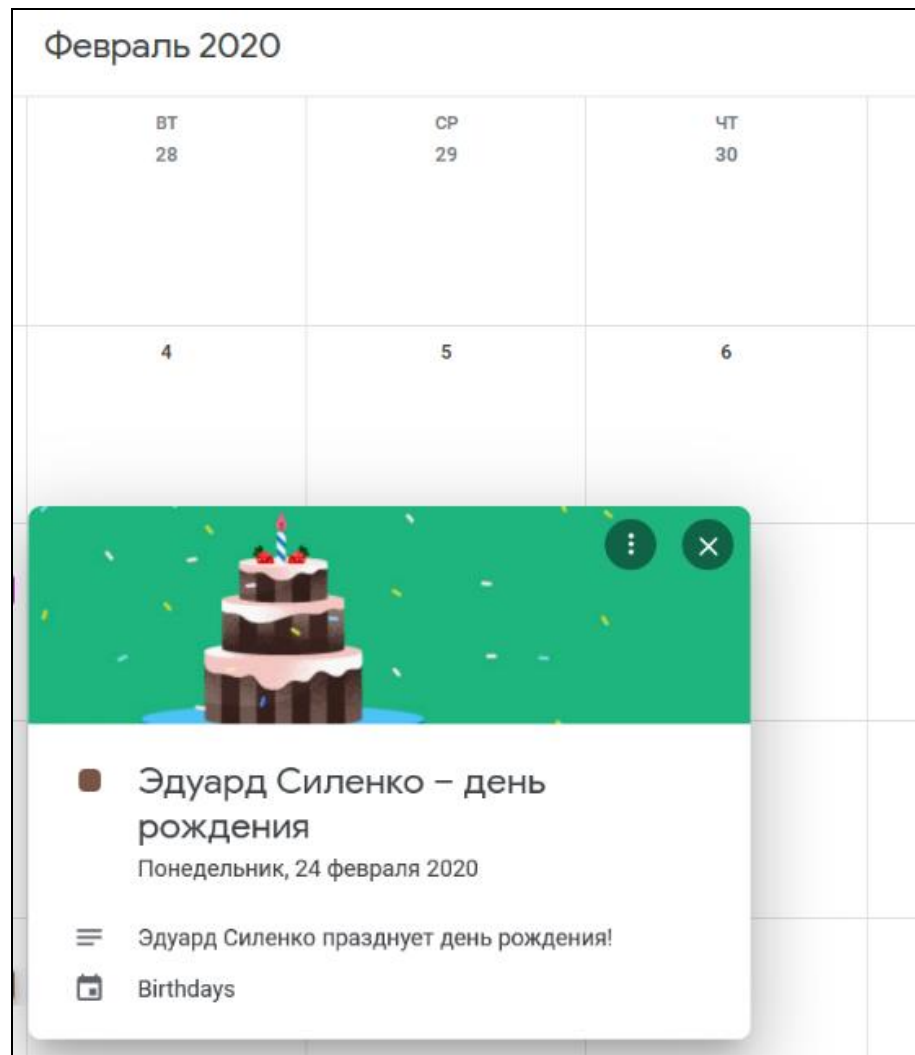 Февраль 2020
ВТ СР ЧТ
28 29 30
4 5 6
Эдуард Силенко – день
рождения
Понедельник, 24 февраля 2020
Эдуард Силенко празднует день рождения!
Birthdays